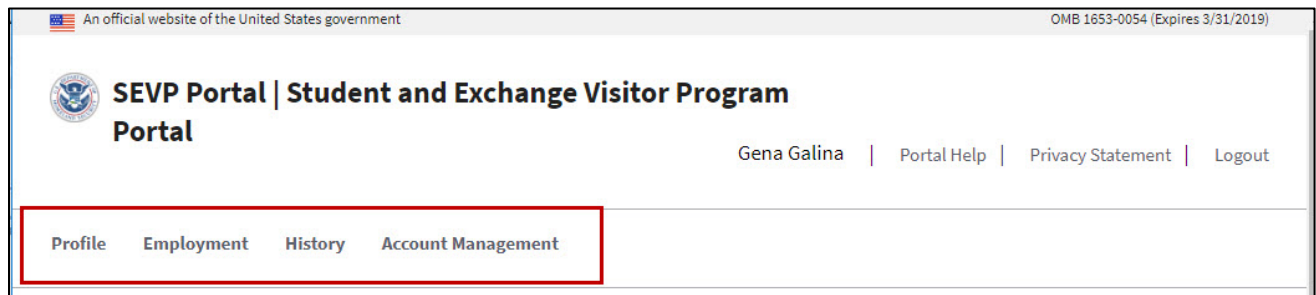 An official website of the United States government
OMB 1653-0054 (Expires 3/31/2019)
SEVP Portal | Student and Exchange Visitor Program
Portal
Gena Galina | Portal Help | Privacy Statement | Logout
Profile Employment History Account Management